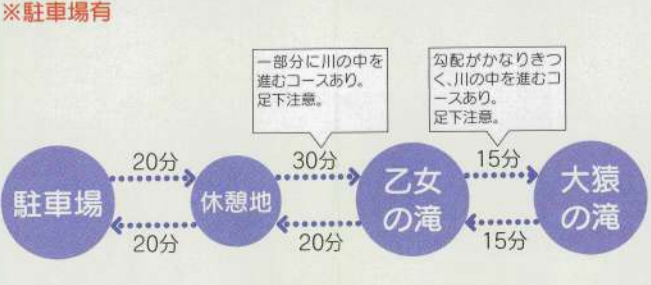 ※駐車場有
一部分に川の中を
進むコースあり。
足下注意。
勾配がかなりきつ
く、川の中を進むコ
ースあり。
足下注意。
20分
30分
15分
駐車場
休憩地
乙女
の滝
大猿
の滝
20分
20分
15分